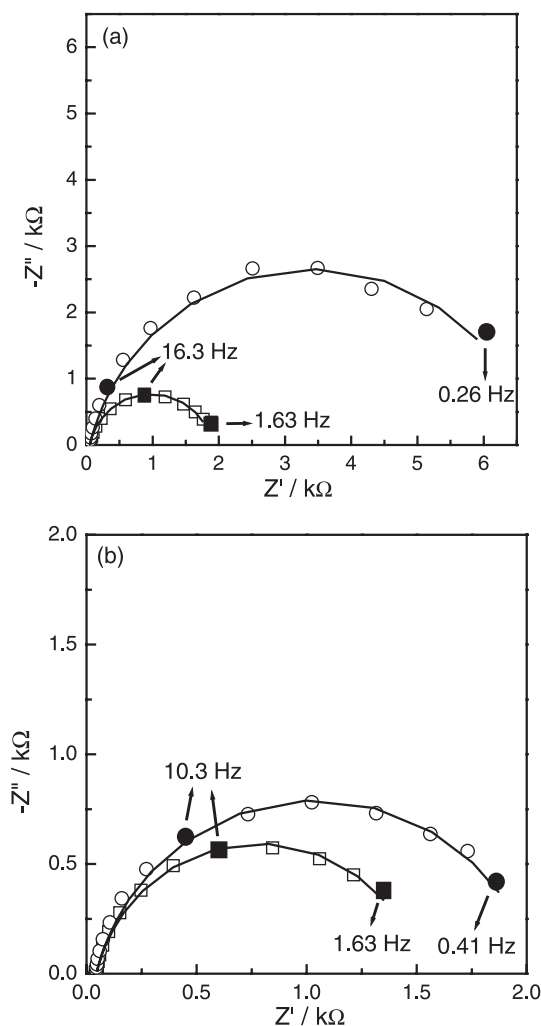 (a)
6
5
4
3
2
1
0
-Z'' / kΩ
16.3 Hz
1.63 Hz
0.26 Hz
0 1 2 3 4 5 6
Z' / kΩ
(b)
2.0
1.5
1.0
0.5
0.0
-Z'' / kΩ
10.3 Hz
1.63 Hz
0.41 Hz
0.0 0.5 1.0 1.5 2.0
Z' / kΩ